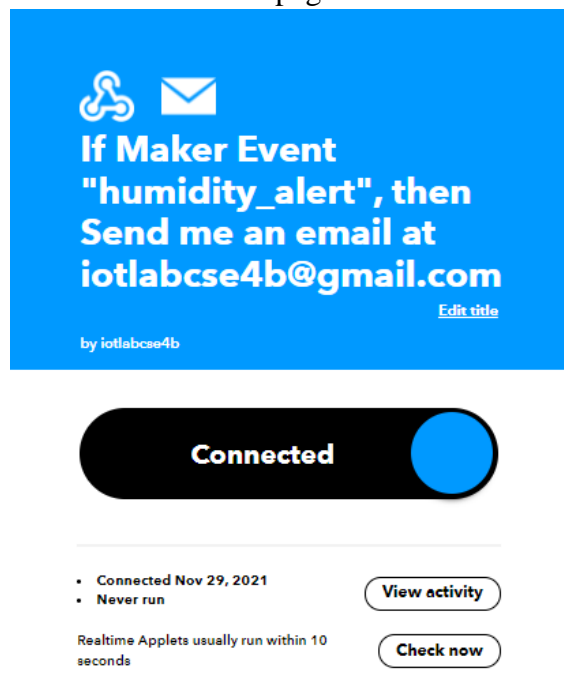 If Maker Event
"humidity_alert", then
Send me an email at
iotlabcse4b@gmail.com
Edit title
by iotlabcse4b
Connected
• Connected Nov 29, 2021
• Never run
View activity
Realtime Applets usually run within 10
seconds
Check now